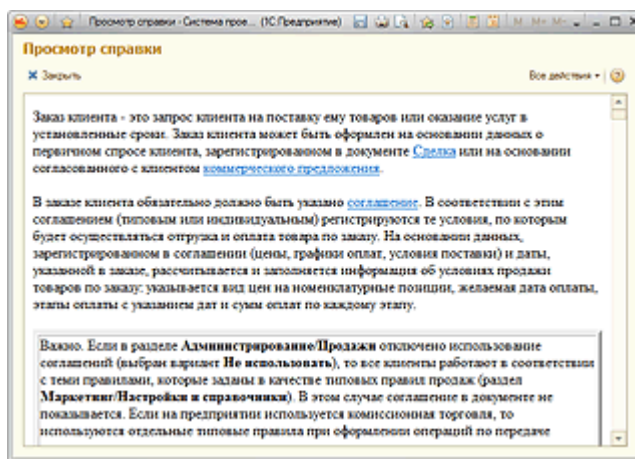 Просмотр справки - Система прое... (1С:Предприятие) M M+ M-
Просмотр справки
Закрыть Все действия
Заказ клиента - это запрос клиента на поставку ему товаров или оказание услуг в
установленные сроки. Заказ клиента может быть оформлен на основании данных о
первичном спросе клиента, зарегистрированном в документе Сделка или на основании
согласованного с клиентом коммерческого предложения.
В заказе клиента обязательно должно быть указано соглашение. В соответствии с этим
соглашением (типовым или индивидуальным) регистрируются те условия, по которым
будет осуществляться отгрузка и оплата товара по заказу. На основании данных,
зарегистрированном в соглашении (цены, графики оплат, условия поставки) и даты,
указанной в заказе, рассчитывается и заполняется информация об условиях продажи
товаров по заказу: указывается вид цен на номенклатурные позиции, желаемая дата оплаты,
этапы оплаты с указанием дат и сумм оплат по каждому этапу.
Важно. Если в разделе Администрирование/Продажи отключено использование
соглашений (выбран вариант Не использовать), то все клиенты работают в соответствии
с теми правилами, которые заданы в качестве типовых правил продаж (раздел
Маркетинг/Настройки и справочники). В этом случае соглашение в документе не
показывается. Если на предприятии используется комиссионная торговля, то
используются отдельные типовые правила при оформлении операций по передаче